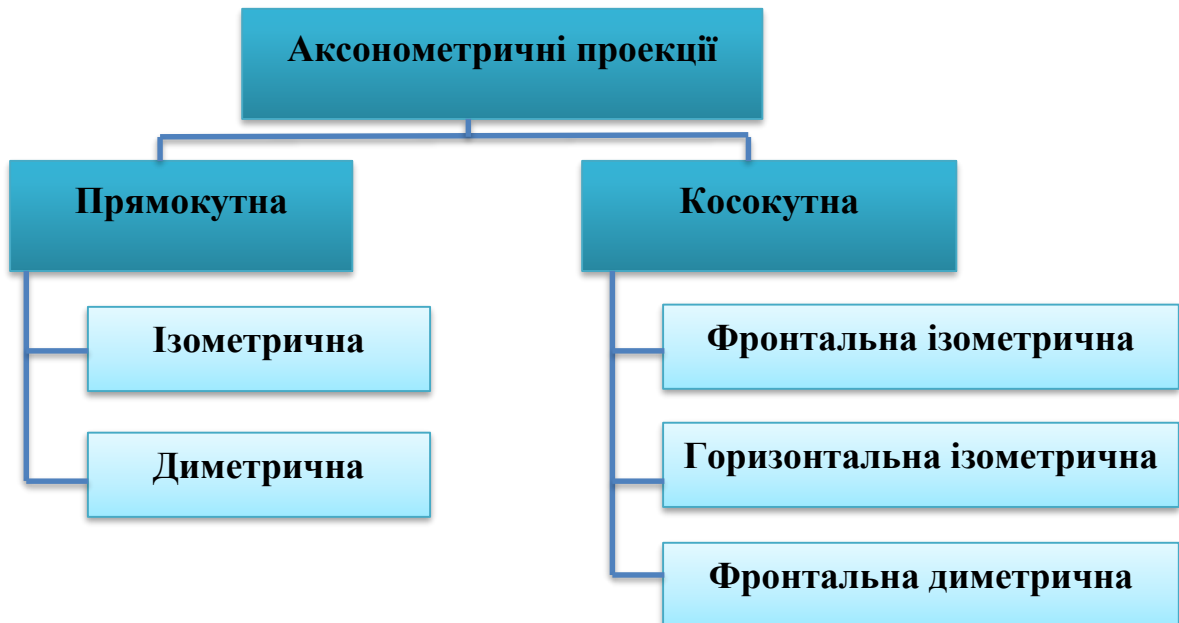 Аксонометричні проекції
Прямокутна
Косокутна
Ізометрична
Диметрична
Фронтальна ізометрична
Горизонтальна ізометрична
Фронтальна диметрична